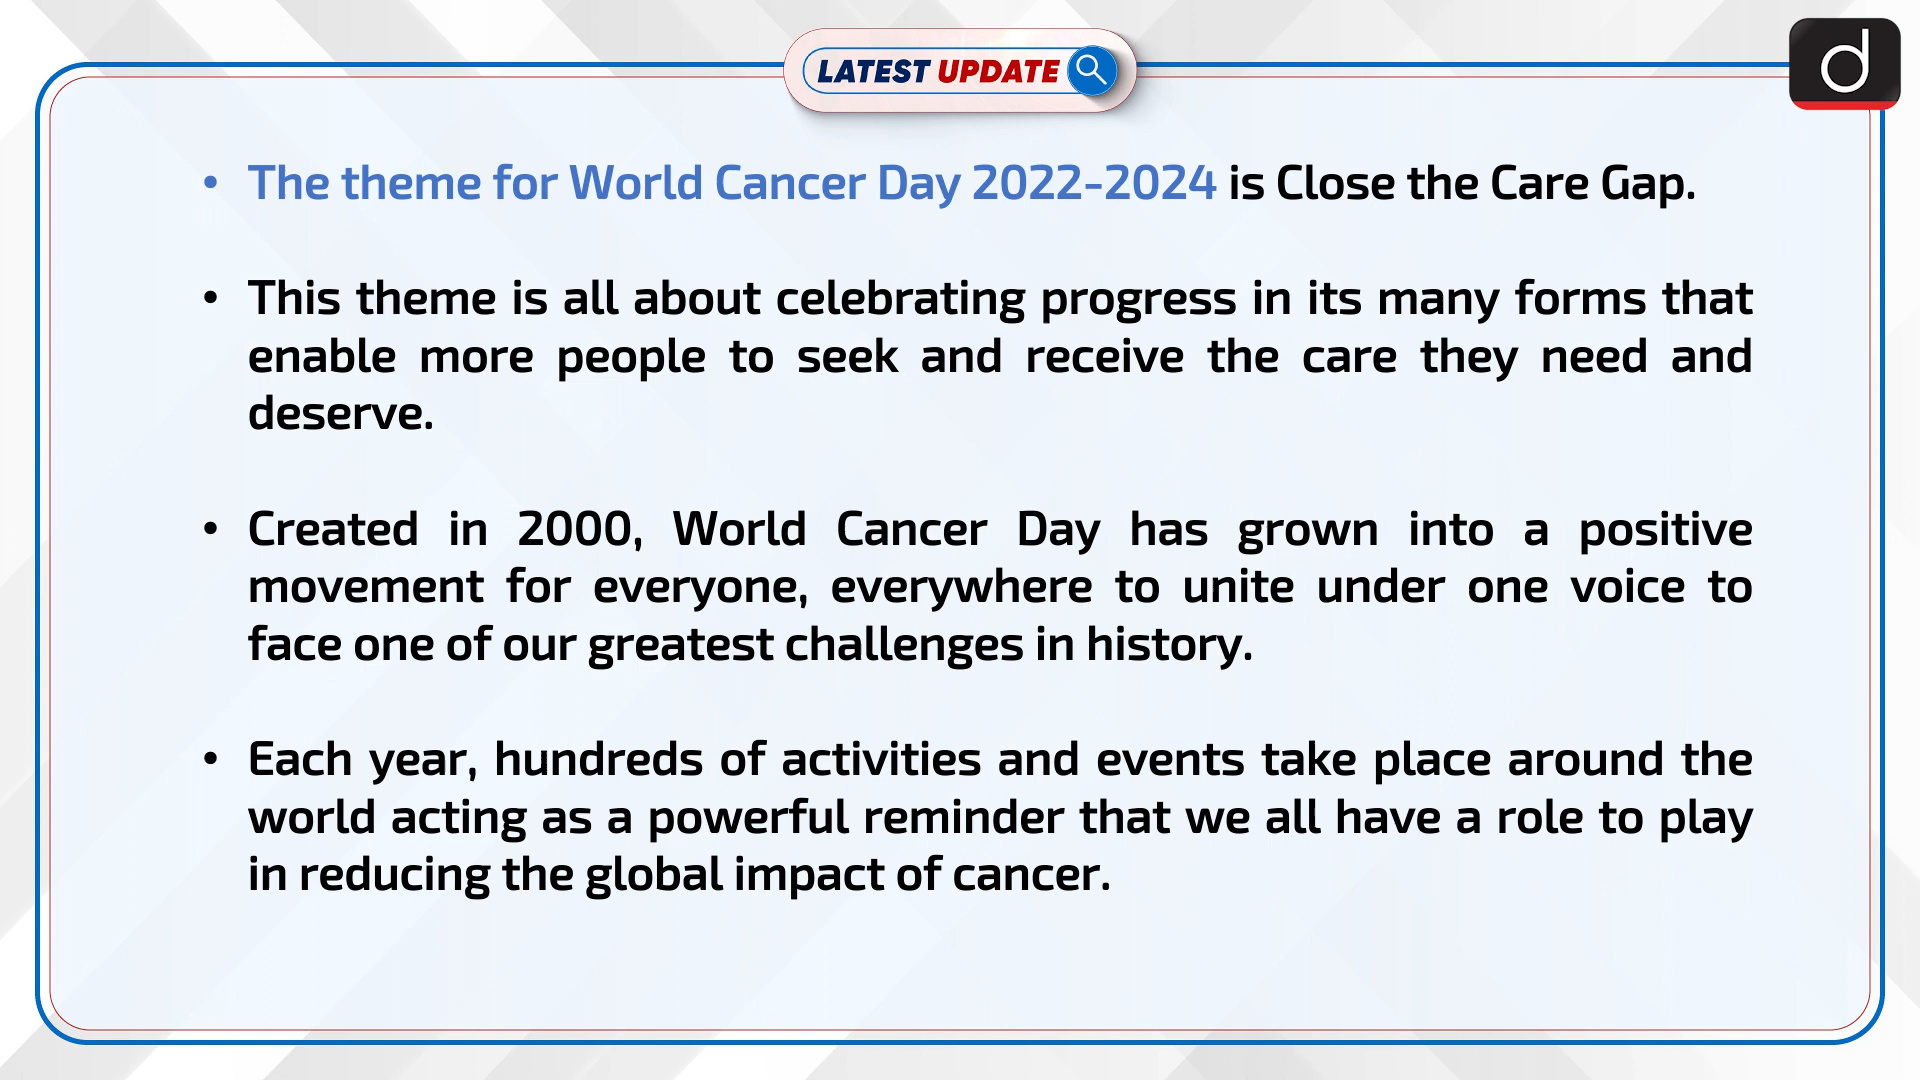 LATEST UPDATE
d
• The theme for World Cancer Day 2022-2024 is Close the Care Gap.
• This theme is all about celebrating progress in its many forms that
enable more people to seek and receive the care they need and
deserve.
• Created in 2000, World Cancer Day has grown into a positive
movement for everyone, everywhere to unite under one voice to
face one of our greatest challenges in history.
• Each year, hundreds of activities and events take place around the
world acting as a powerful reminder that we all have a role to play
in reducing the global impact of cancer.